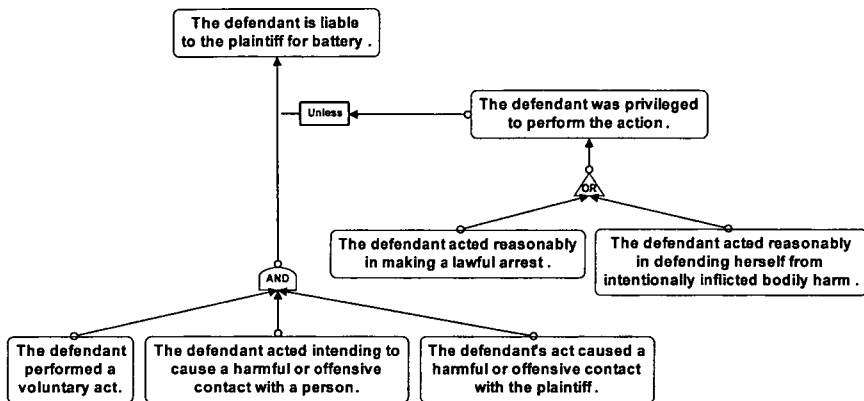 The defendant is liable
to the plaintiff for battery .
Unless
The defendant was privileged
to perform the action .
OR
The defendant acted reasonably
in making a lawful arrest .
The defendant acted reasonably
in defending herself from
intentionally inflicted bodily harm .
AND
The defendant
performed a
voluntary act.
The defendant acted intending to
cause a harmful or offensive
contact with a person.
The defendant's act caused a
harmful or offensive contact
with the plaintiff .